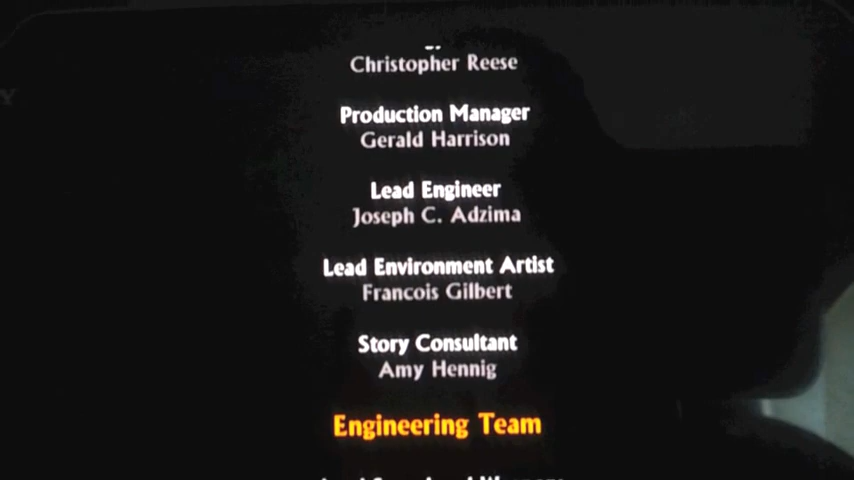 Christopher Reese
Production Manager
Gerald Harrison
Lead Engineer
Joseph C. Adzima
Lead Environment Artist
Francois Gilbert
Story Consultant
Amy Hennig
Engineering Team